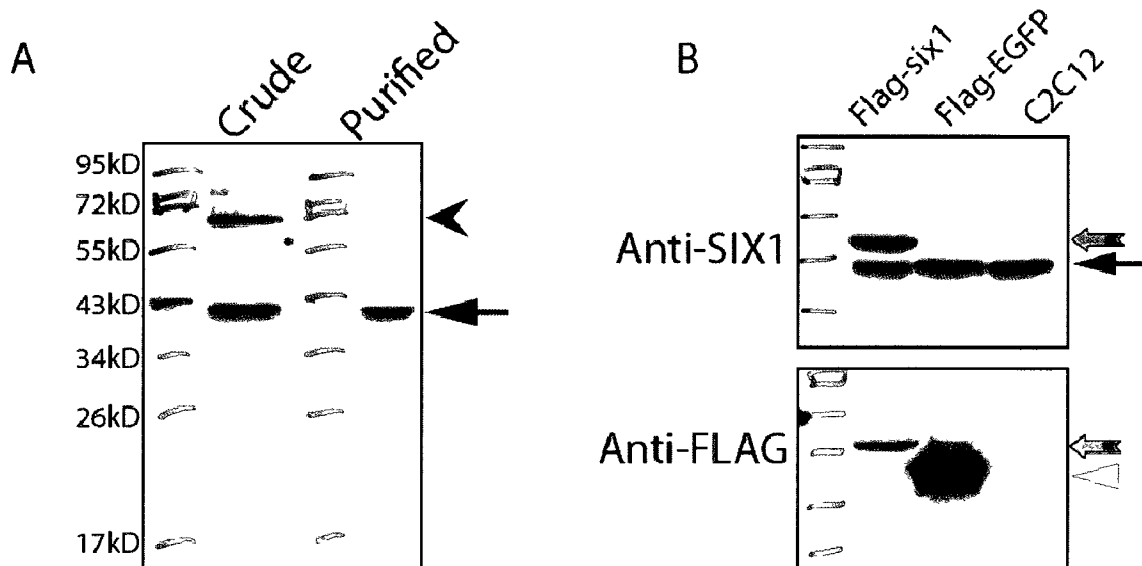 A
Crude
Purified
95kD
72kD
55kD
43kD
34kD
26kD
17kD
B
Flag-six1
Flag-EGFP
C2C12
Anti-SIX1
Anti-FLAG